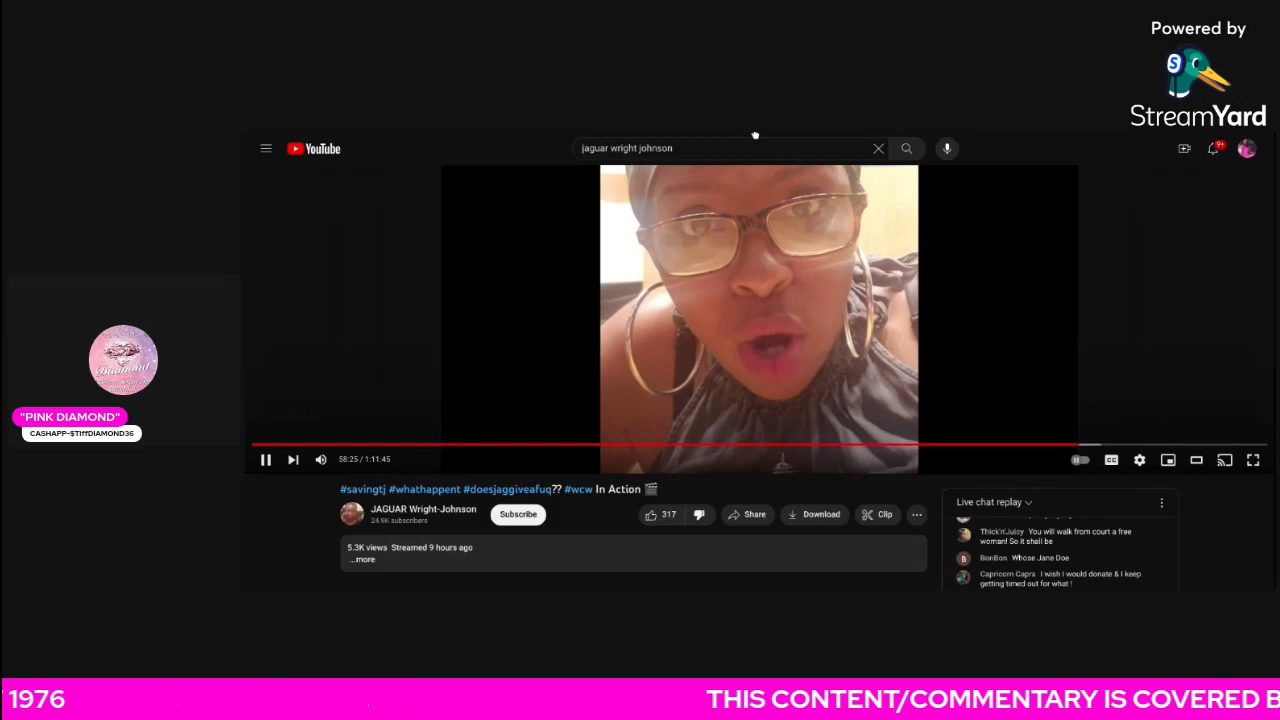 Powered by
StreamYard
YouTube
jaguar wright johnson
9+
Diamond
"PINK DIAMOND"
CASHAPP-$TIffDIAMOND36
58:25 / 1:11:45
CC
#savingtj #whathappent #doesjaggiveafuq?? #wcw In Action
JAGUAR Wright-Johnson
24.9K subscribers
Subscribe
317
Share
Download
Clip
5.3K views Streamed 9 hours ago
...more
Live chat replay
Thick'n'Juicy You will walk from court a free
woman! So it shall be
B
BonBon Whose Jane Doe
Capricorn Capra I wish I would donate & I keep
getting timed out for what !
1976
THIS CONTENT/COMMENTARY IS COVERED B